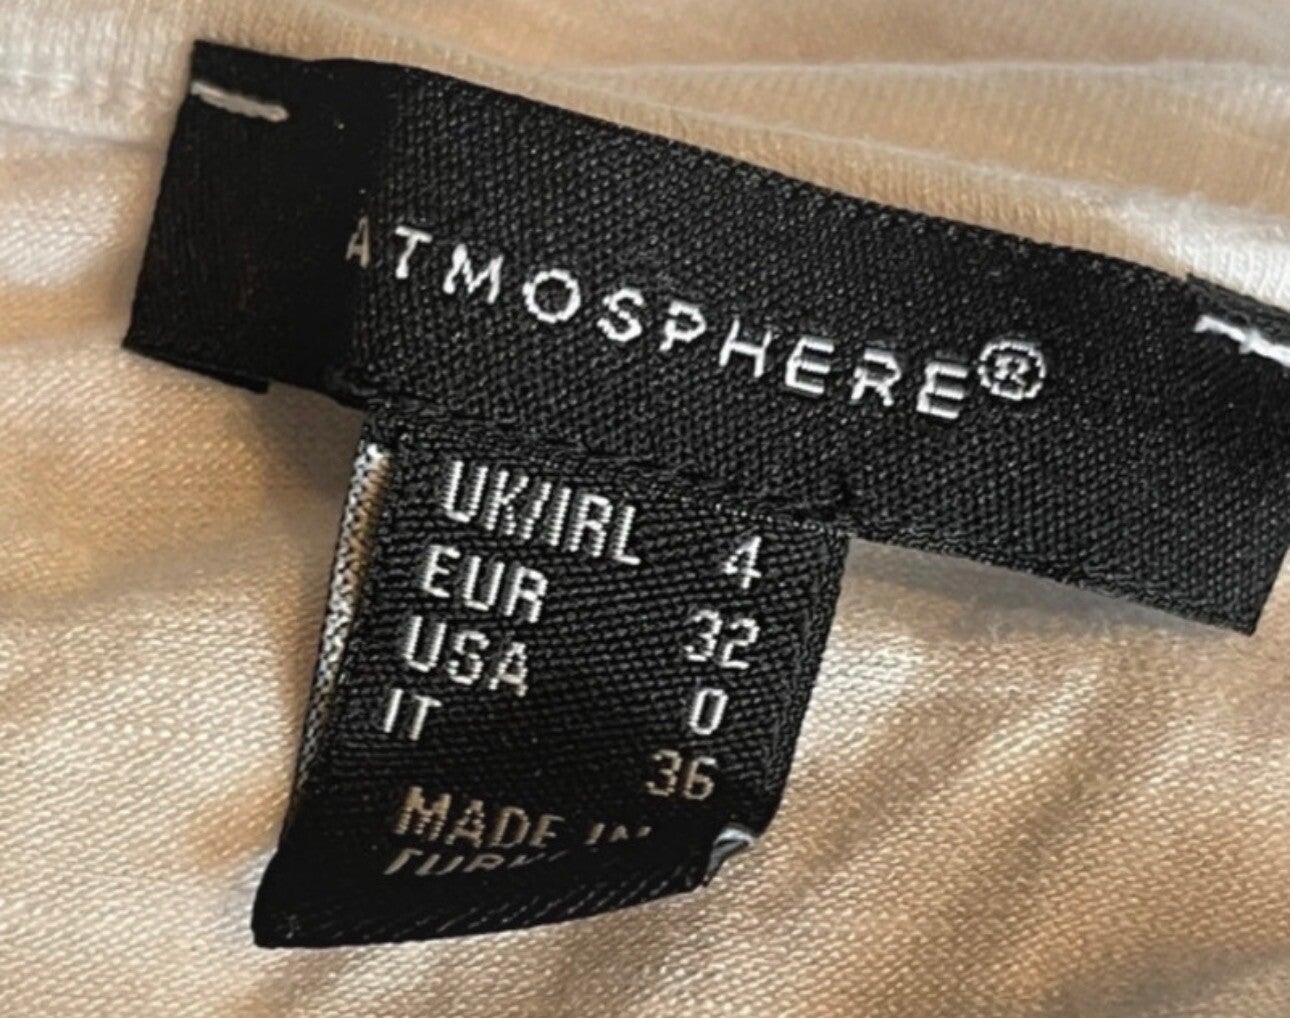 ATMOSPHERE®
UK/IRL 4
EUR 32
USA 0
IT 36
MADE IN